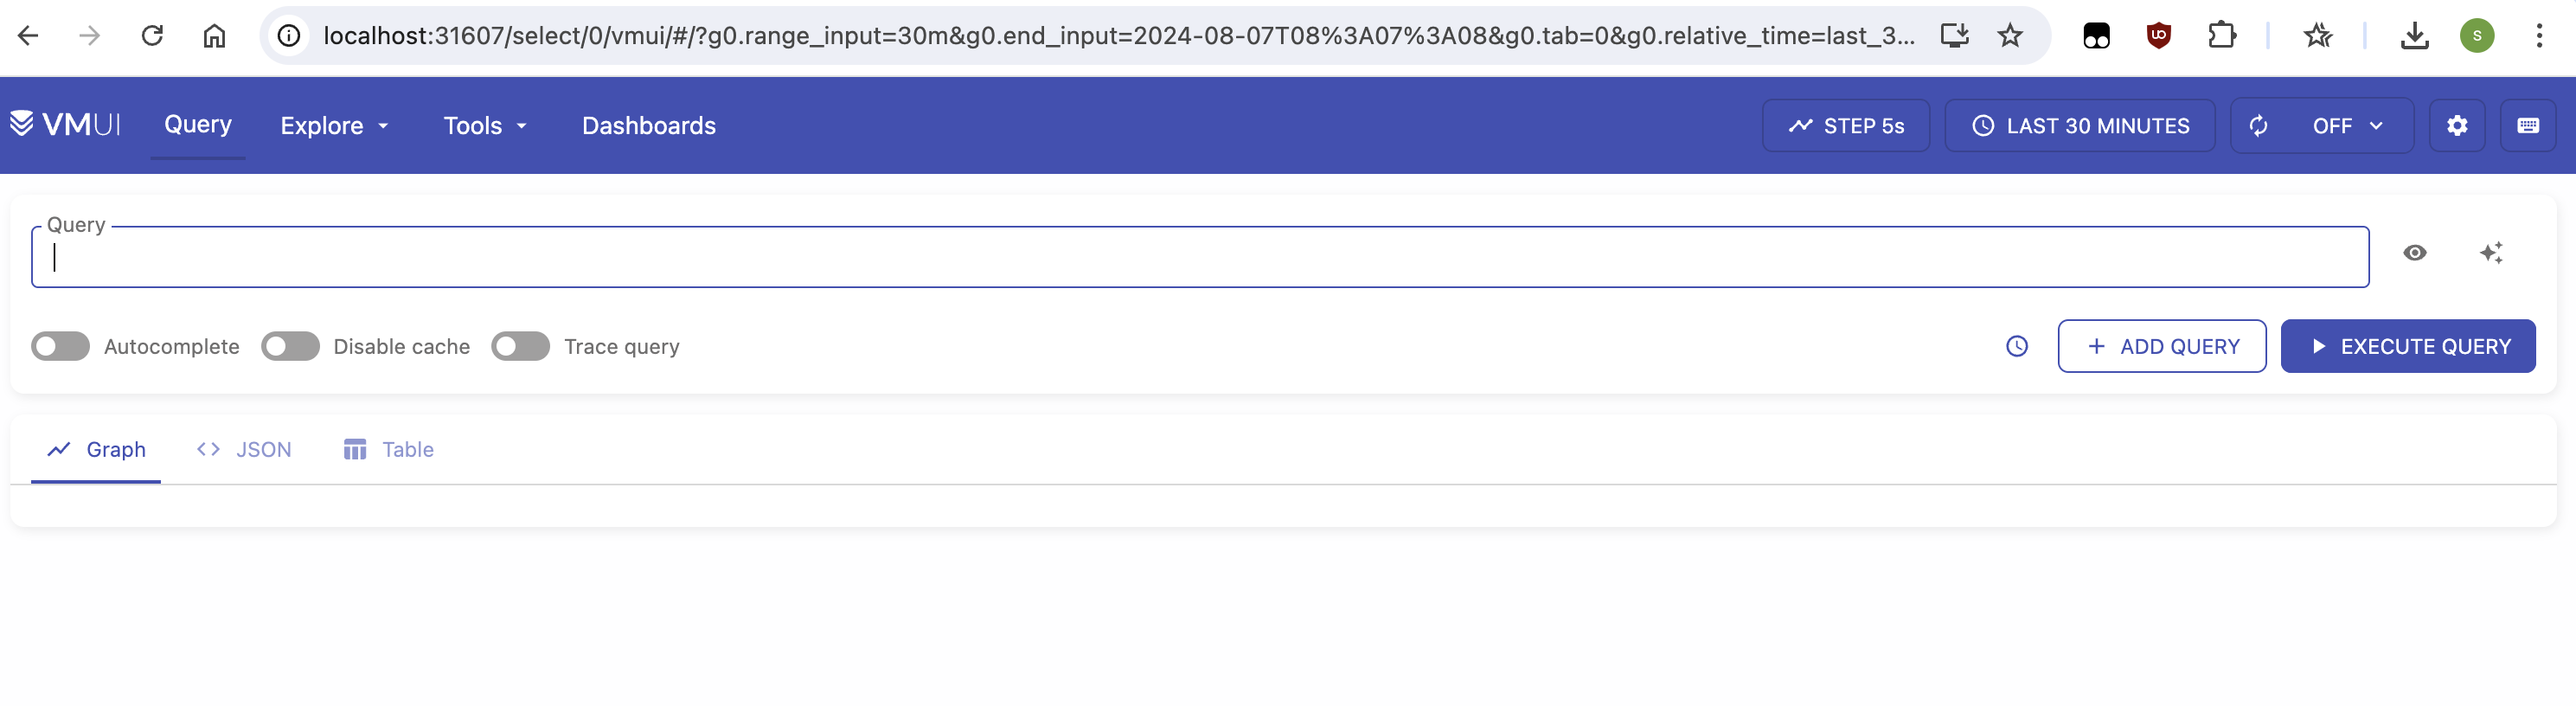 localhost:31607/select/0/vmui/#/?g0.range_input=30m&g0.end_input=2024-08-07T08%3A07%3A08&g0.tab=0&g0.relative_time=last_3...
S
VMUI Query Explore Tools Dashboards STEP 5s LAST 30 MINUTES OFF
Query
Autocomplete Disable cache Trace query ADD QUERY EXECUTE QUERY
Graph JSON Table